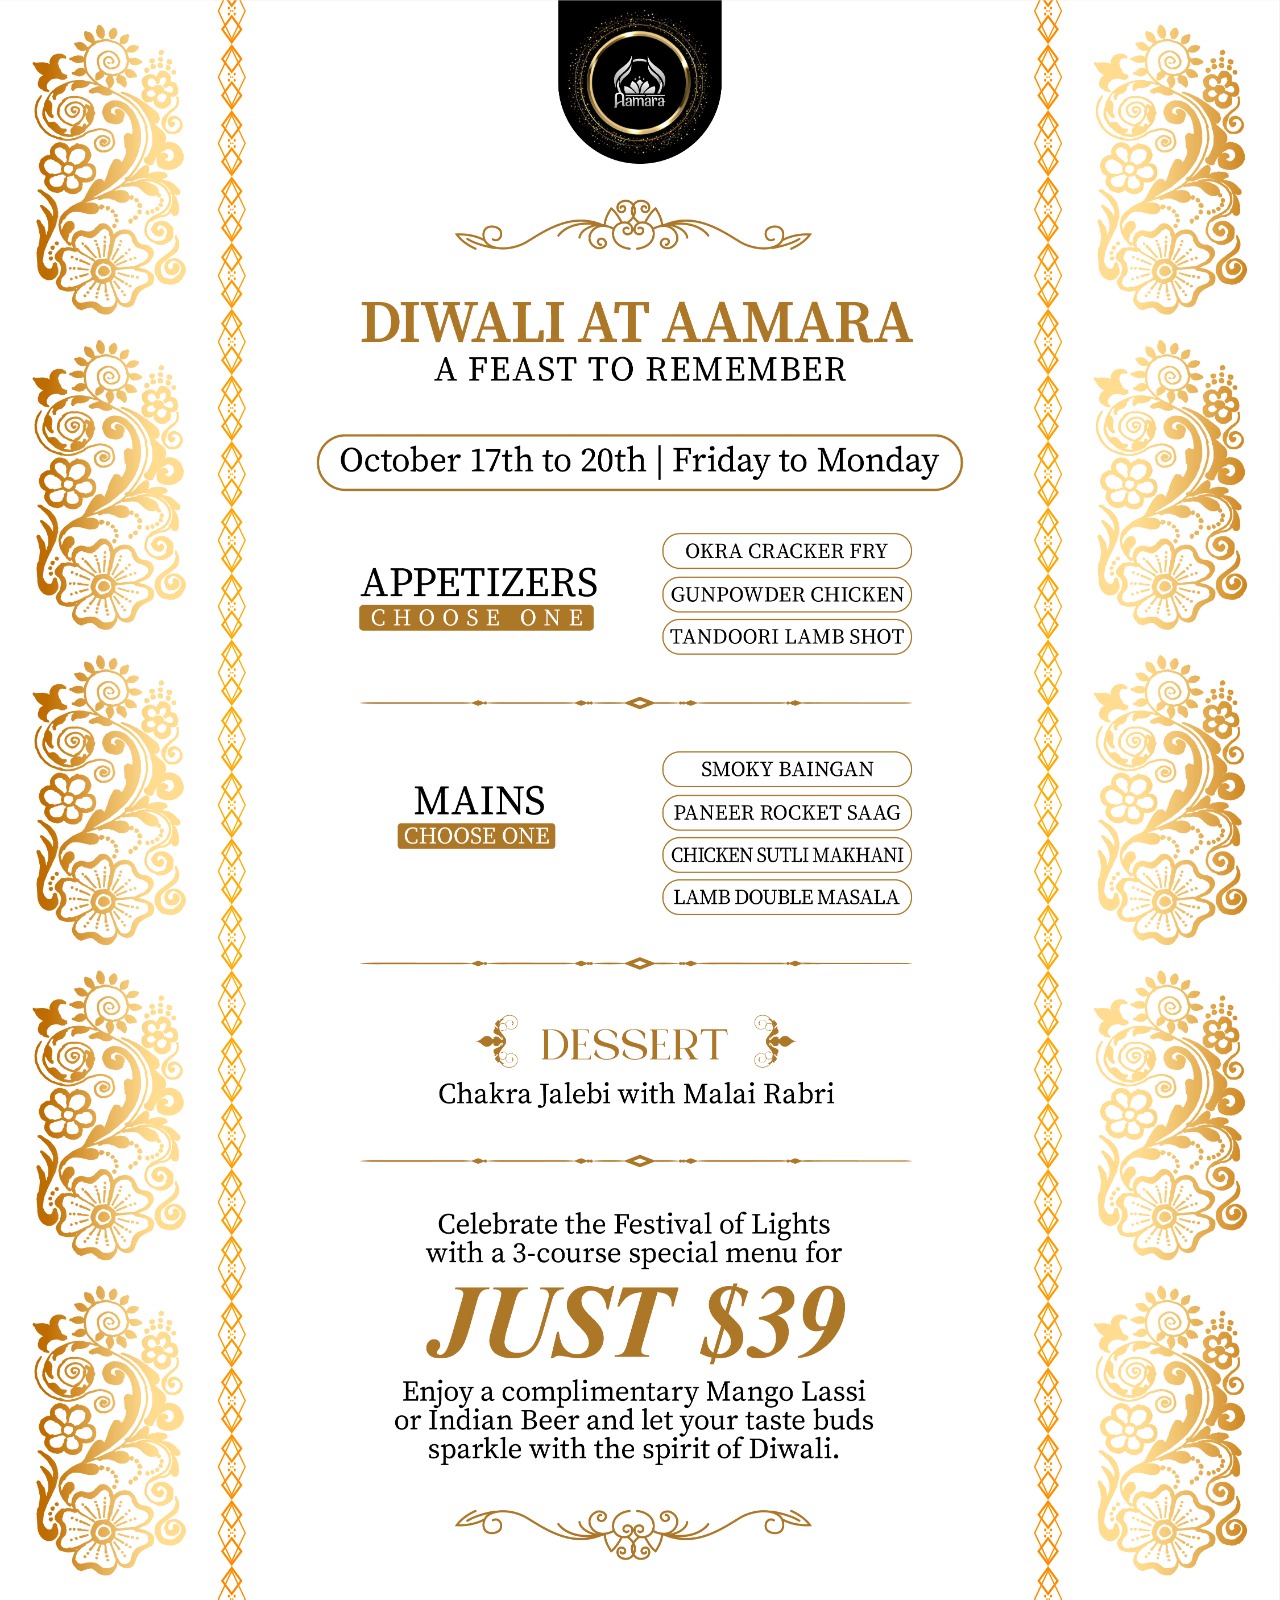 Aamara
DIWALI AT AAMARA
A FEAST TO REMEMBER
October 17th to 20th | Friday to Monday
APPETIZERS
CHOOSE ONE
OKRA CRACKER FRY
GUNPOWDER CHICKEN
TANDOORI LAMB SHOT
MAINS
CHOOSE ONE
SMOKY BAINGAN
PANEER ROCKET SAAG
CHICKEN SUTLI MAKHANI
LAMB DOUBLE MASALA
DESSERT
Chakra Jalebi with Malai Rabri
Celebrate the Festival of Lights
with a 3-course special menu for
JUST $39
Enjoy a complimentary Mango Lassi
or Indian Beer and let your taste buds
sparkle with the spirit of Diwali.